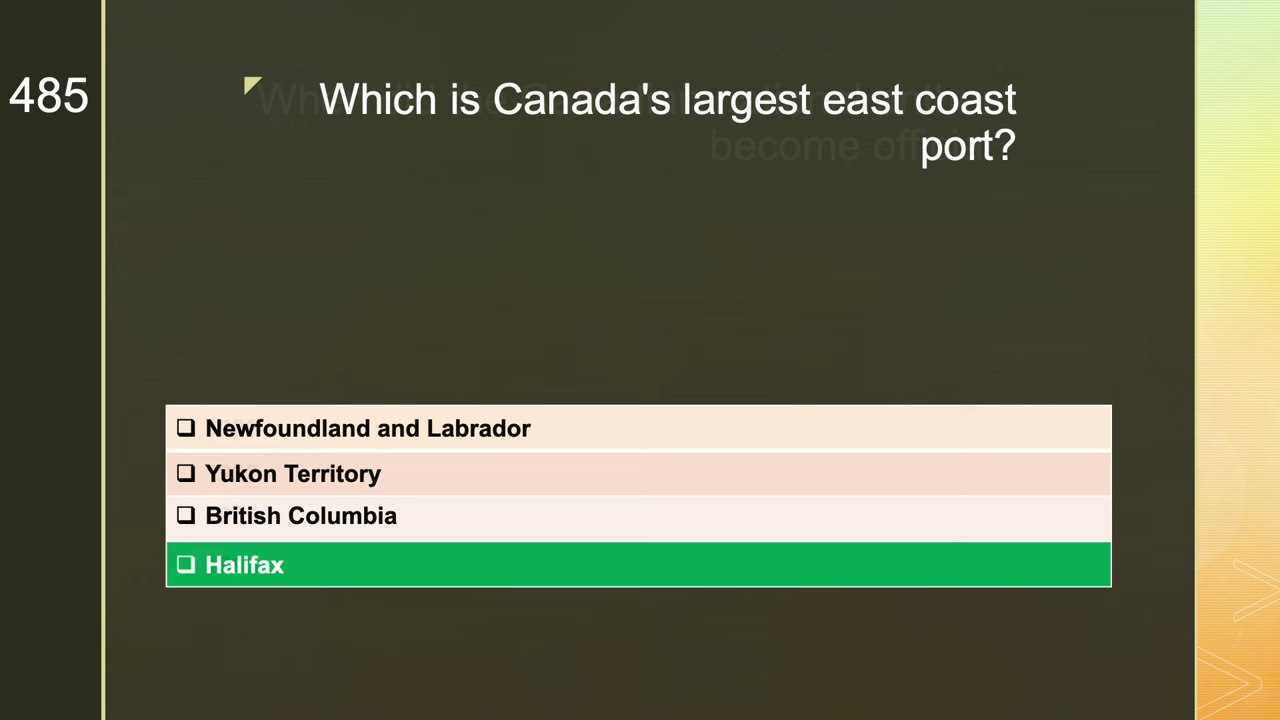 485
Which is Canada's largest east coast
port?
Newfoundland and Labrador
Yukon Territory
British Columbia
Halifax